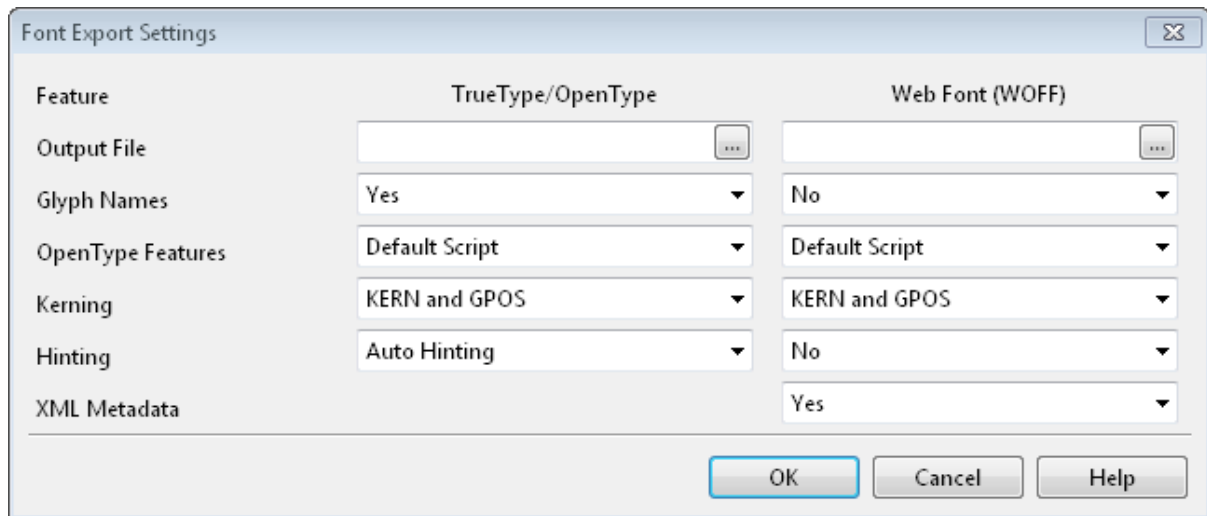 Font Export Settings
Feature TrueType/OpenType Web Font (WOFF)
Output File ... ...
Glyph Names Yes No
OpenType Features Default Script Default Script
Kerning KERN and GPOS KERN and GPOS
Hinting Auto Hinting No
XML Metadata Yes
OK Cancel Help